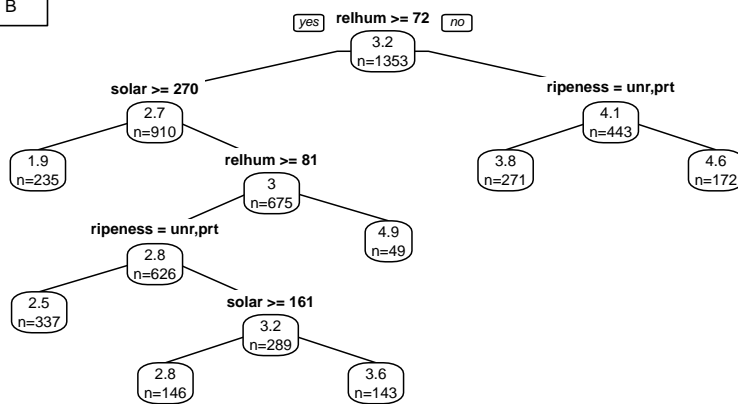 B
yes relhum >= 72 no
3.2
n=1353
solar >= 270
ripeness = unr,prt
2.7
n=910
4.1
n=443
1.9
n=235
relhum >= 81
3.8
n=271
4.6
n=172
3
n=675
ripeness = unr,prt
4.9
n=49
2.8
n=626
2.5
n=337
solar >= 161
3.2
n=289
2.8
n=146
3.6
n=143